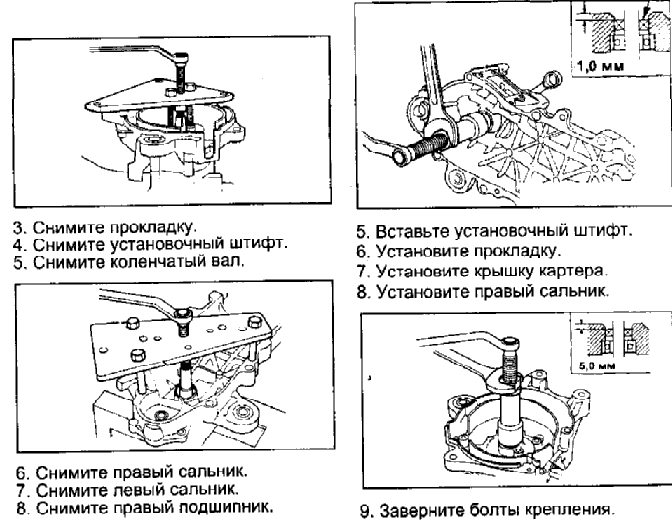 3. Снимите прокладку.
4. Снимите установочный штифт.
5. Снимите коленчатый вал.
6. Снимите правый сальник.
7. Снимите левый сальник.
8. Снимите правый подшипник.
1,0 мм
5. Вставьте установочный штифт.
6. Установите прокладку.
7. Установите крышку картера.
8. Установите правый сальник.
5,0 мм
9. Заверните болты крепления.